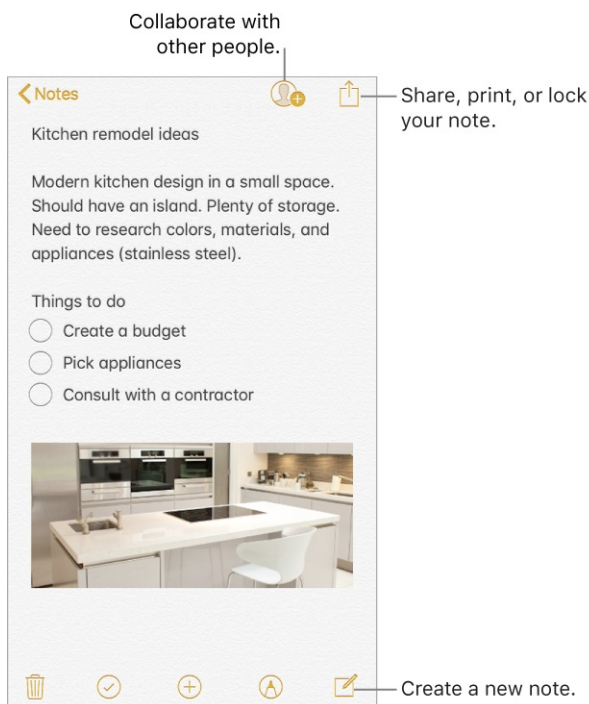 Collaborate with
other people.
Notes
Share, print, or lock
your note.
Kitchen remodel ideas
Modern kitchen design in a small space.
Should have an island. Plenty of storage.
Need to research colors, materials, and
appliances (stainless steel).
Things to do
Create a budget
Pick appliances
Consult with a contractor
Create a new note.